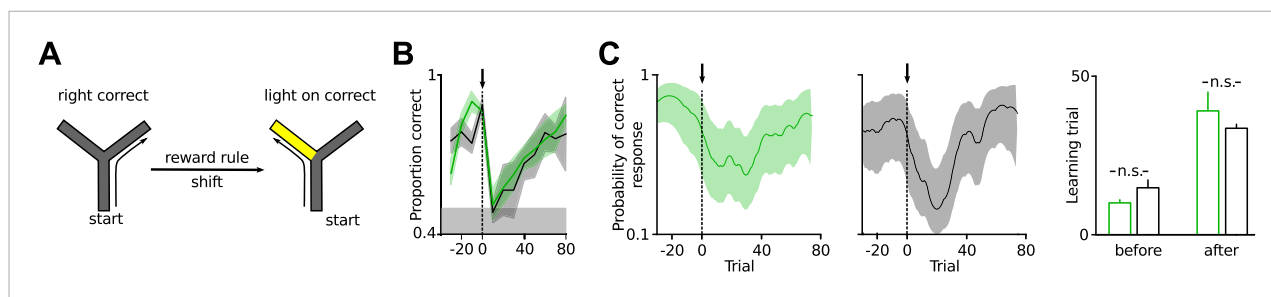 A
right correct
start
reward rule
shift
light on correct
start
B
Proportion correct
1
0.4
-20 0 40 80
C
Probability of correct
response
1
0.1
-20 0 40 80
Trial
-20 0 40 80
Trial
Learning trial
50
0
-n.s.-
-n.s.-
before after